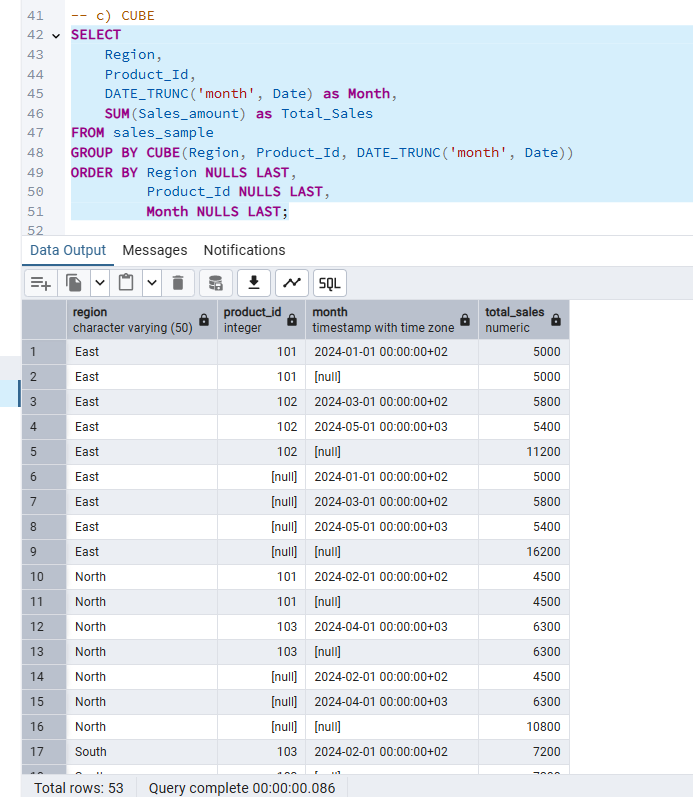 41 -- c) CUBE
42 SELECT
43 Region,
44 Product_Id,
45 DATE_TRUNC('month', Date) as Month,
46 SUM(Sales_amount) as Total_Sales
47 FROM sales_sample
48 GROUP BY CUBE(Region, Product_Id, DATE_TRUNC('month', Date))
49 ORDER BY Region NULLS LAST,
50 Product_Id NULLS LAST,
51 Month NULLS LAST;
52
Data Output Messages Notifications
SQL
region product_id month total_sales
character varying (50) integer timestamp with time zone numeric
1 East 101 2024-01-01 00:00:00+02 5000
2 East 101 [null] 5000
3 East 102 2024-03-01 00:00:00+02 5800
4 East 102 2024-05-01 00:00:00+03 5400
5 East 102 [null] 11200
6 East [null] 2024-01-01 00:00:00+02 5000
7 East [null] 2024-03-01 00:00:00+02 5800
8 East [null] 2024-05-01 00:00:00+03 5400
9 East [null] [null] 16200
10 North 101 2024-02-01 00:00:00+02 4500
11 North 101 [null] 4500
12 North 103 2024-04-01 00:00:00+03 6300
13 North 103 [null] 6300
14 North [null] 2024-02-01 00:00:00+02 4500
15 North [null] 2024-04-01 00:00:00+03 6300
16 North [null] [null] 10800
17 South 103 2024-02-01 00:00:00+02 7200
Total rows: 53 Query complete 00:00:00.086